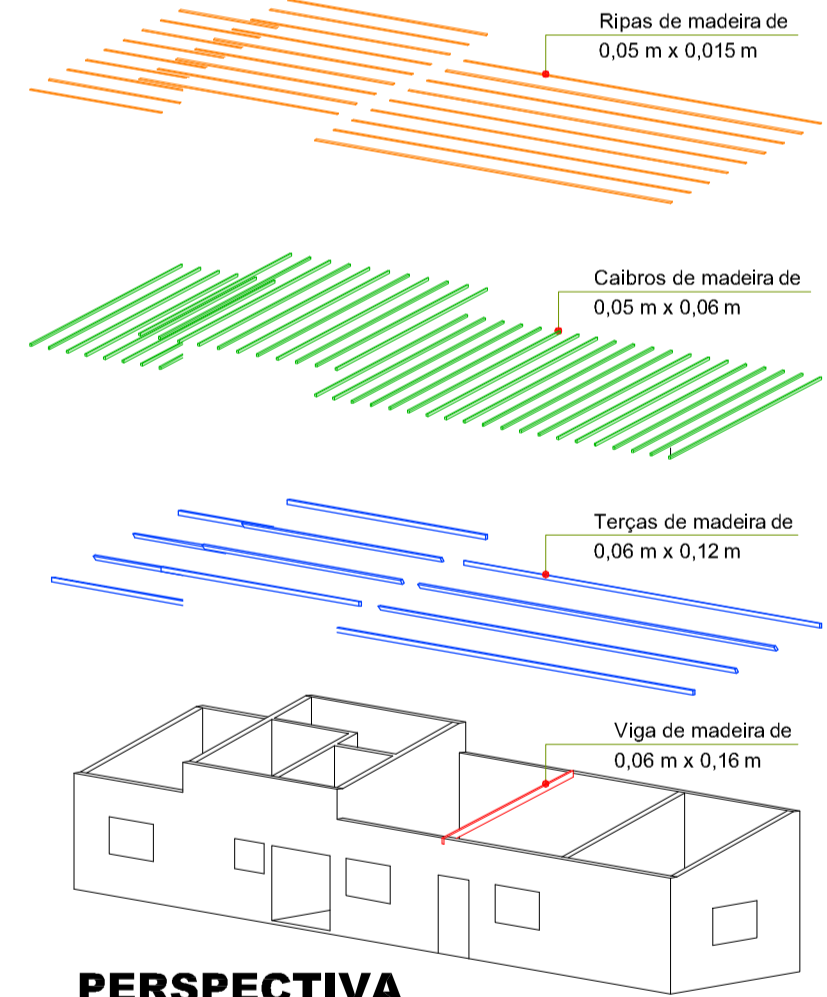 Ripas de madeira de
0,05 m x 0,015 m
Caibros de madeira de
0,05 m x 0,06 m
Terças de madeira de
0,06 m x 0,12 m
Viga de madeira de
0,06 m x 0,16 m
PERSPECTIVA